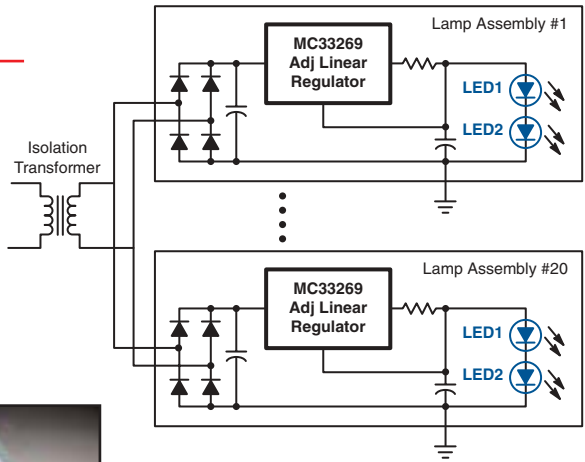 Lamp Assembly #1
MC33269
Adj Linear
Regulator
LED1
LED2
Isolation
Transformer
Lamp Assembly #20
MC33269
Adj Linear
Regulator
LED1
LED2